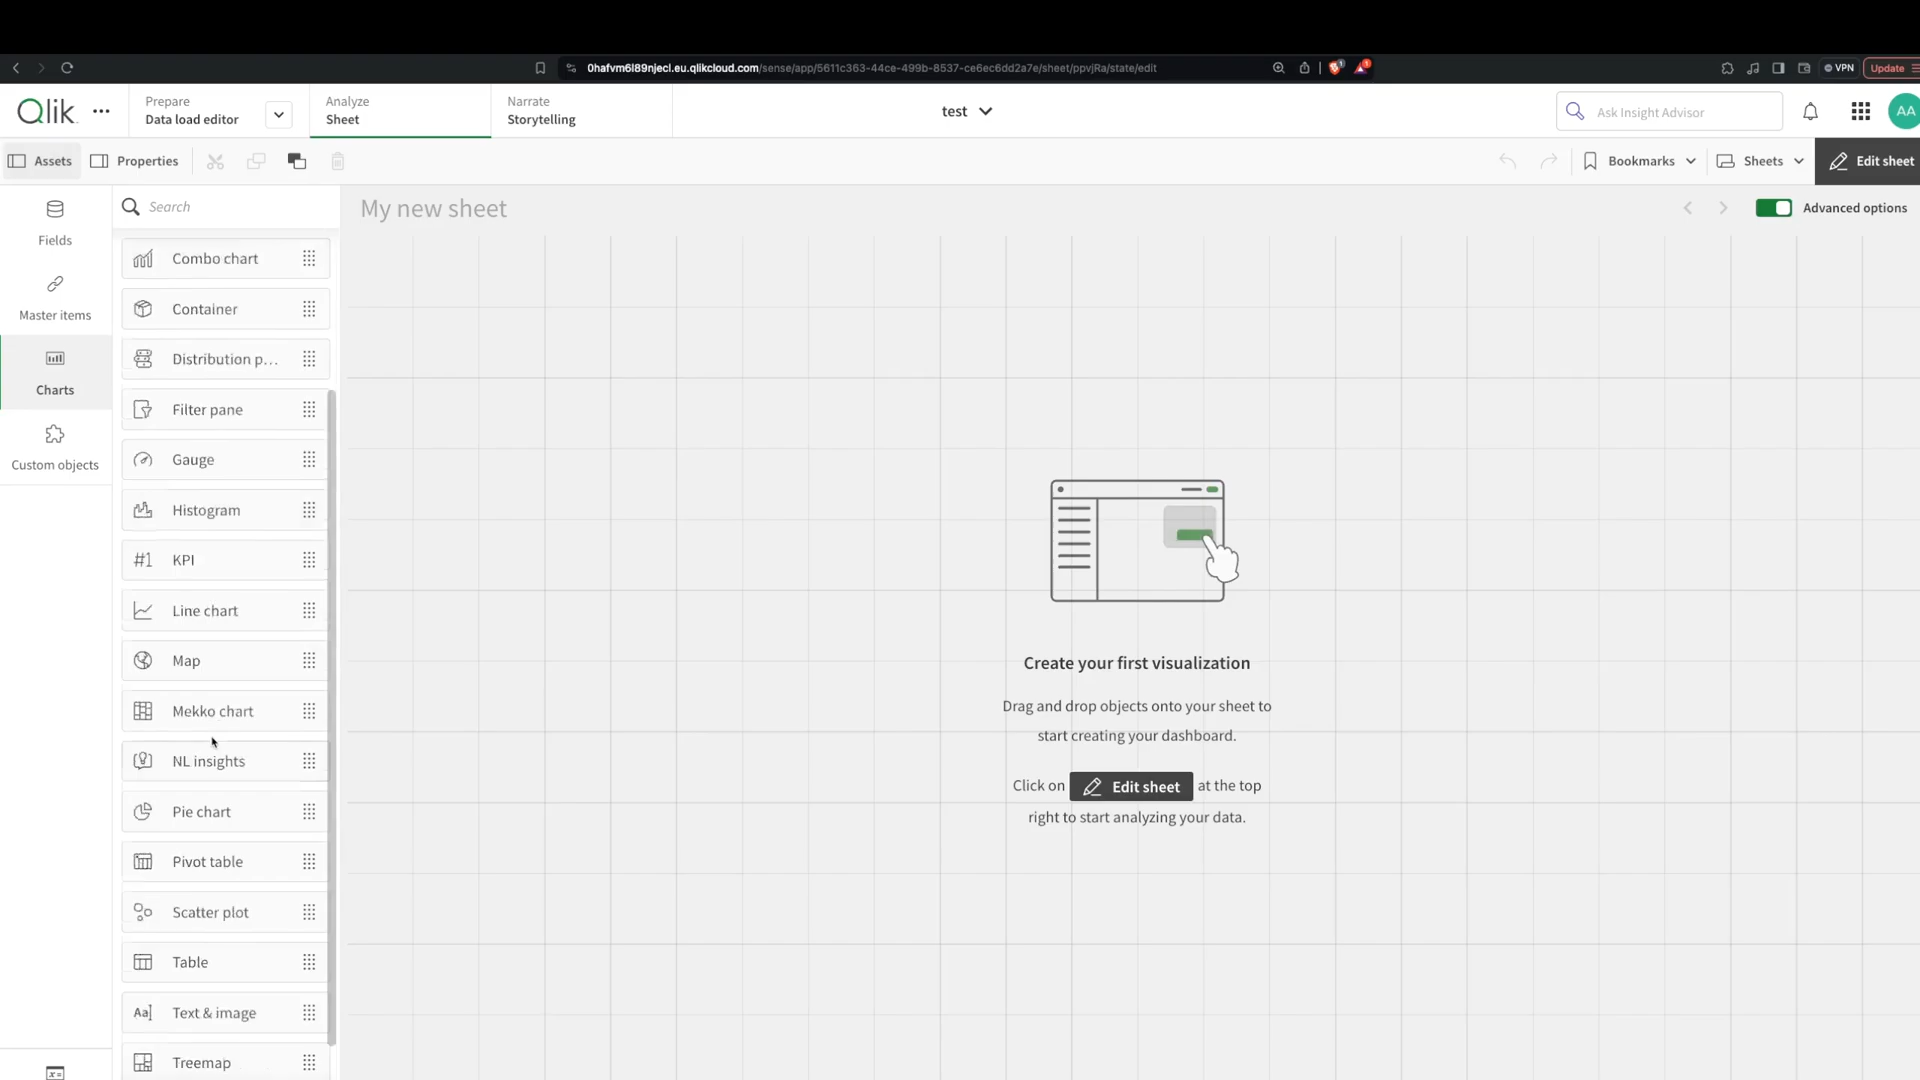 0hafvm6l89njecl.eu.qlikcloud.com/sense/app/5611c363-44ce-499b-8537-ce6ec6dd2a7e/sheet/ppvjRa/state/edit
VPN
Update
Qlik
Prepare
Data load editor
Analyze
Sheet
Narrate
Storytelling
test
Ask Insight Advisor
AA
Assets
Properties
Bookmarks
Sheets
Edit sheet
Fields
Master items
Charts
Custom objects
Search
Combo chart
Container
Distribution p...
Filter pane
Gauge
Histogram
#1 KPI
Line chart
Map
Mekko chart
NL insights
Pie chart
Pivot table
Scatter plot
Table
Aa Text & image
Treemap
My new sheet
Advanced options
Create your first visualization
Drag and drop objects onto your sheet to
start creating your dashboard.
Click on Edit sheet at the top
right to start analyzing your data.